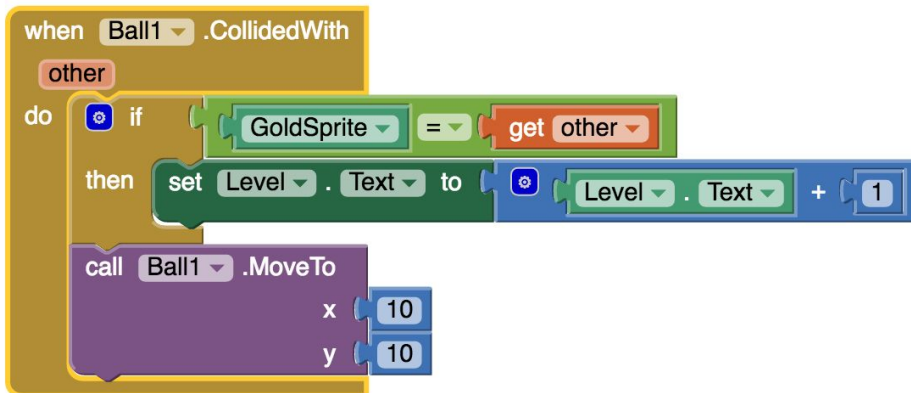 when Ball1 .CollidedWith
other
do if GoldSprite = get other
then set Level . Text to Level . Text + 1
call Ball1 .MoveTo
x 10
y 10